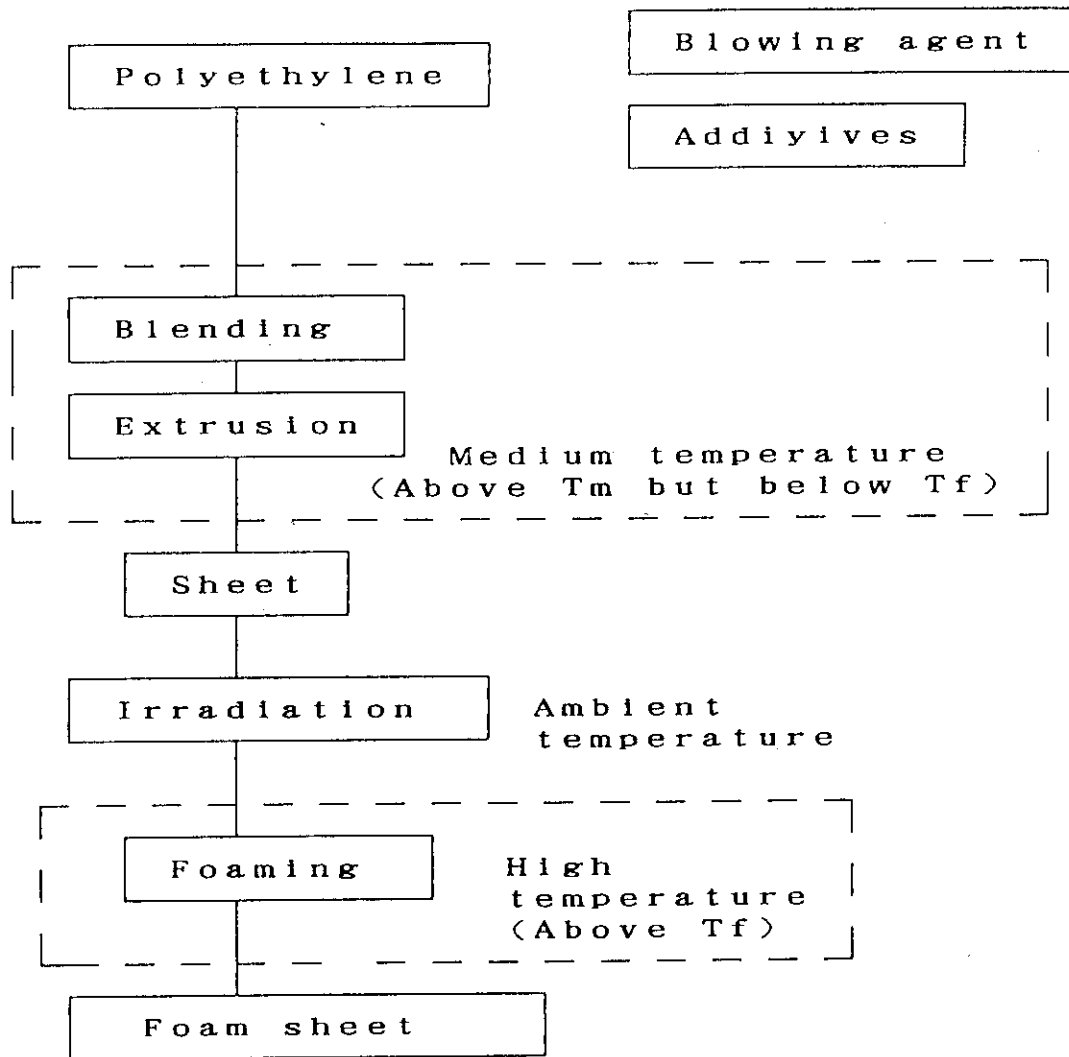 Polyethylene
Blowing agent
Addiyives
Blending
Extrusion
Medium temperature
(Above Tm but below Tf)
Sheet
Irradiation
Ambient
temperature
Foaming
High
temperature
(Above Tf)
Foam sheet